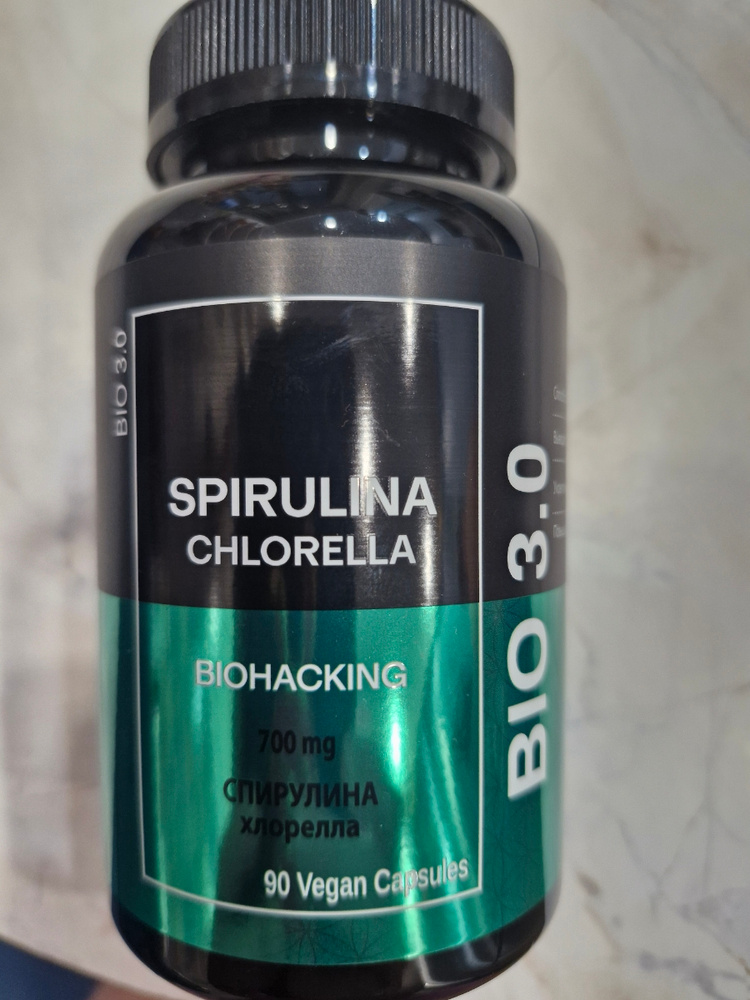 BIO 3.0
SPIRULINA
CHLORELLA
BIOHACKING
700 mg
СПИРУЛИНА
хлорелла
90 Vegan Capsules
BIO 3.0